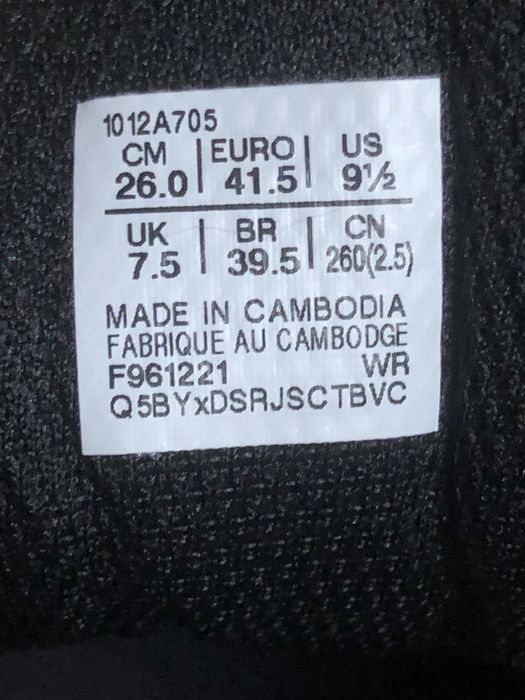 1012A705
CM | EURO | US
26.0 | 41.5 | 9½
UK | BR | CN
7.5 | 39.5 | 260(2.5)
MADE IN CAMBODIA
FABRIQUE AU CAMBODGE
F961221 WR
Q5BYxDSRJSCTBVC